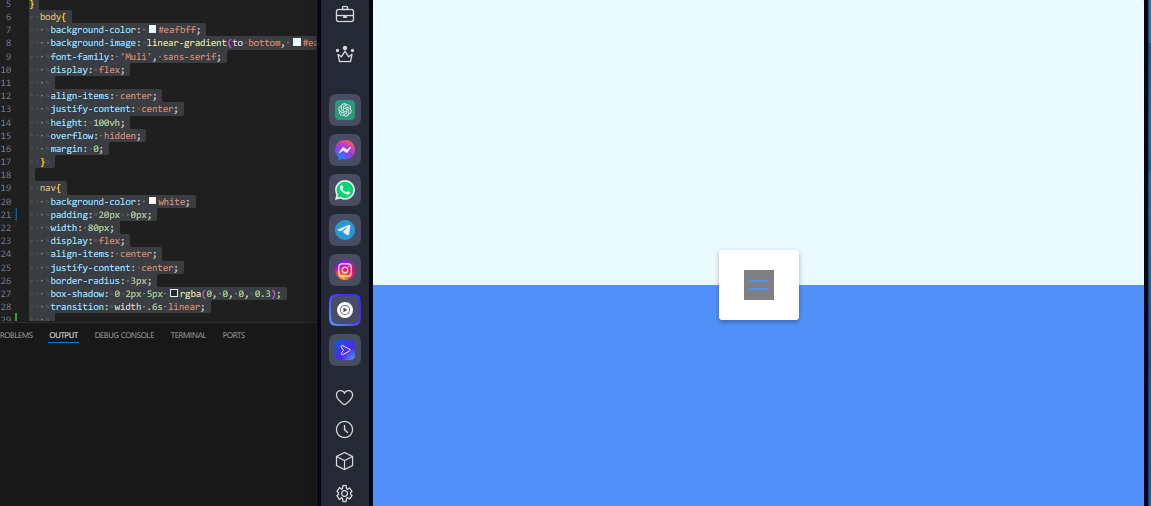 5 }
6 body{
7 background-color: #eafbff;
8 background-image: linear-gradient(to bottom, #ea
9 font-family: 'Muli', sans-serif;
10 display: flex;
11
12 align-items: center;
13 justify-content: center;
14 height: 100vh;
15 overflow: hidden;
16 margin: 0;
17 }
18
19 nav{
20 background-color: white;
21 padding: 20px 0px;
22 width: 80px;
23 display: flex;
24 align-items: center;
25 justify-content: center;
26 border-radius: 3px;
27 box-shadow: 0 2px 5px rgba(0, 0, 0, 0.3);
28 transition: width .6s linear;
29
ROBLEMS OUTPUT DEBUG CONSOLE TERMINAL PORTS